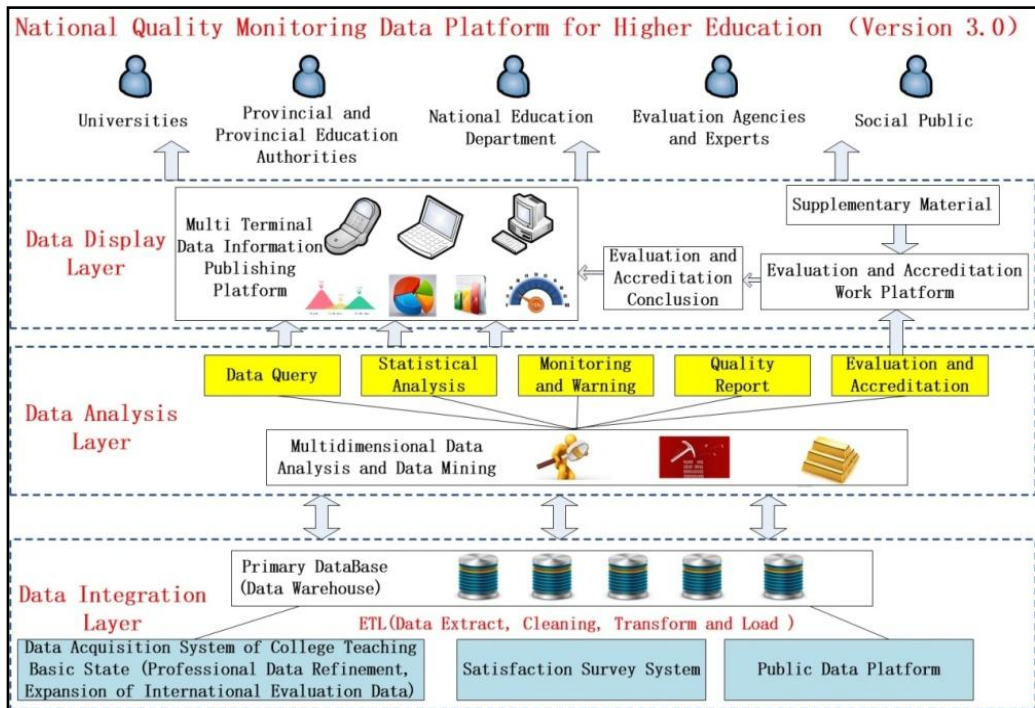 National Quality Monitoring Data Platform for Higher Education (Version 3.0)
Universities
Provincial and
Provincial Education
Authorities
National Education
Department
Evaluation Agencies
and Experts
Social Public
Data Display
Layer
Multi Terminal
Data Information
Publishing
Platform
Evaluation and
Accreditation
Conclusion
Supplementary Material
Evaluation and Accreditation
Work Platform
Data Analysis
Layer
Data Query
Statistical
Analysis
Monitoring
and Warning
Quality
Report
Evaluation and
Accreditation
Multidimensional Data
Analysis and Data Mining
Data Integration
Layer
Primary DataBase
(Data Warehouse)
ETL(Data Extract, Cleaning, Transform and Load )
Data Acquisition System of College Teaching
Basic State (Professional Data Refinement,
Expansion of International Evaluation Data)
Satisfaction Survey System
Public Data Platform